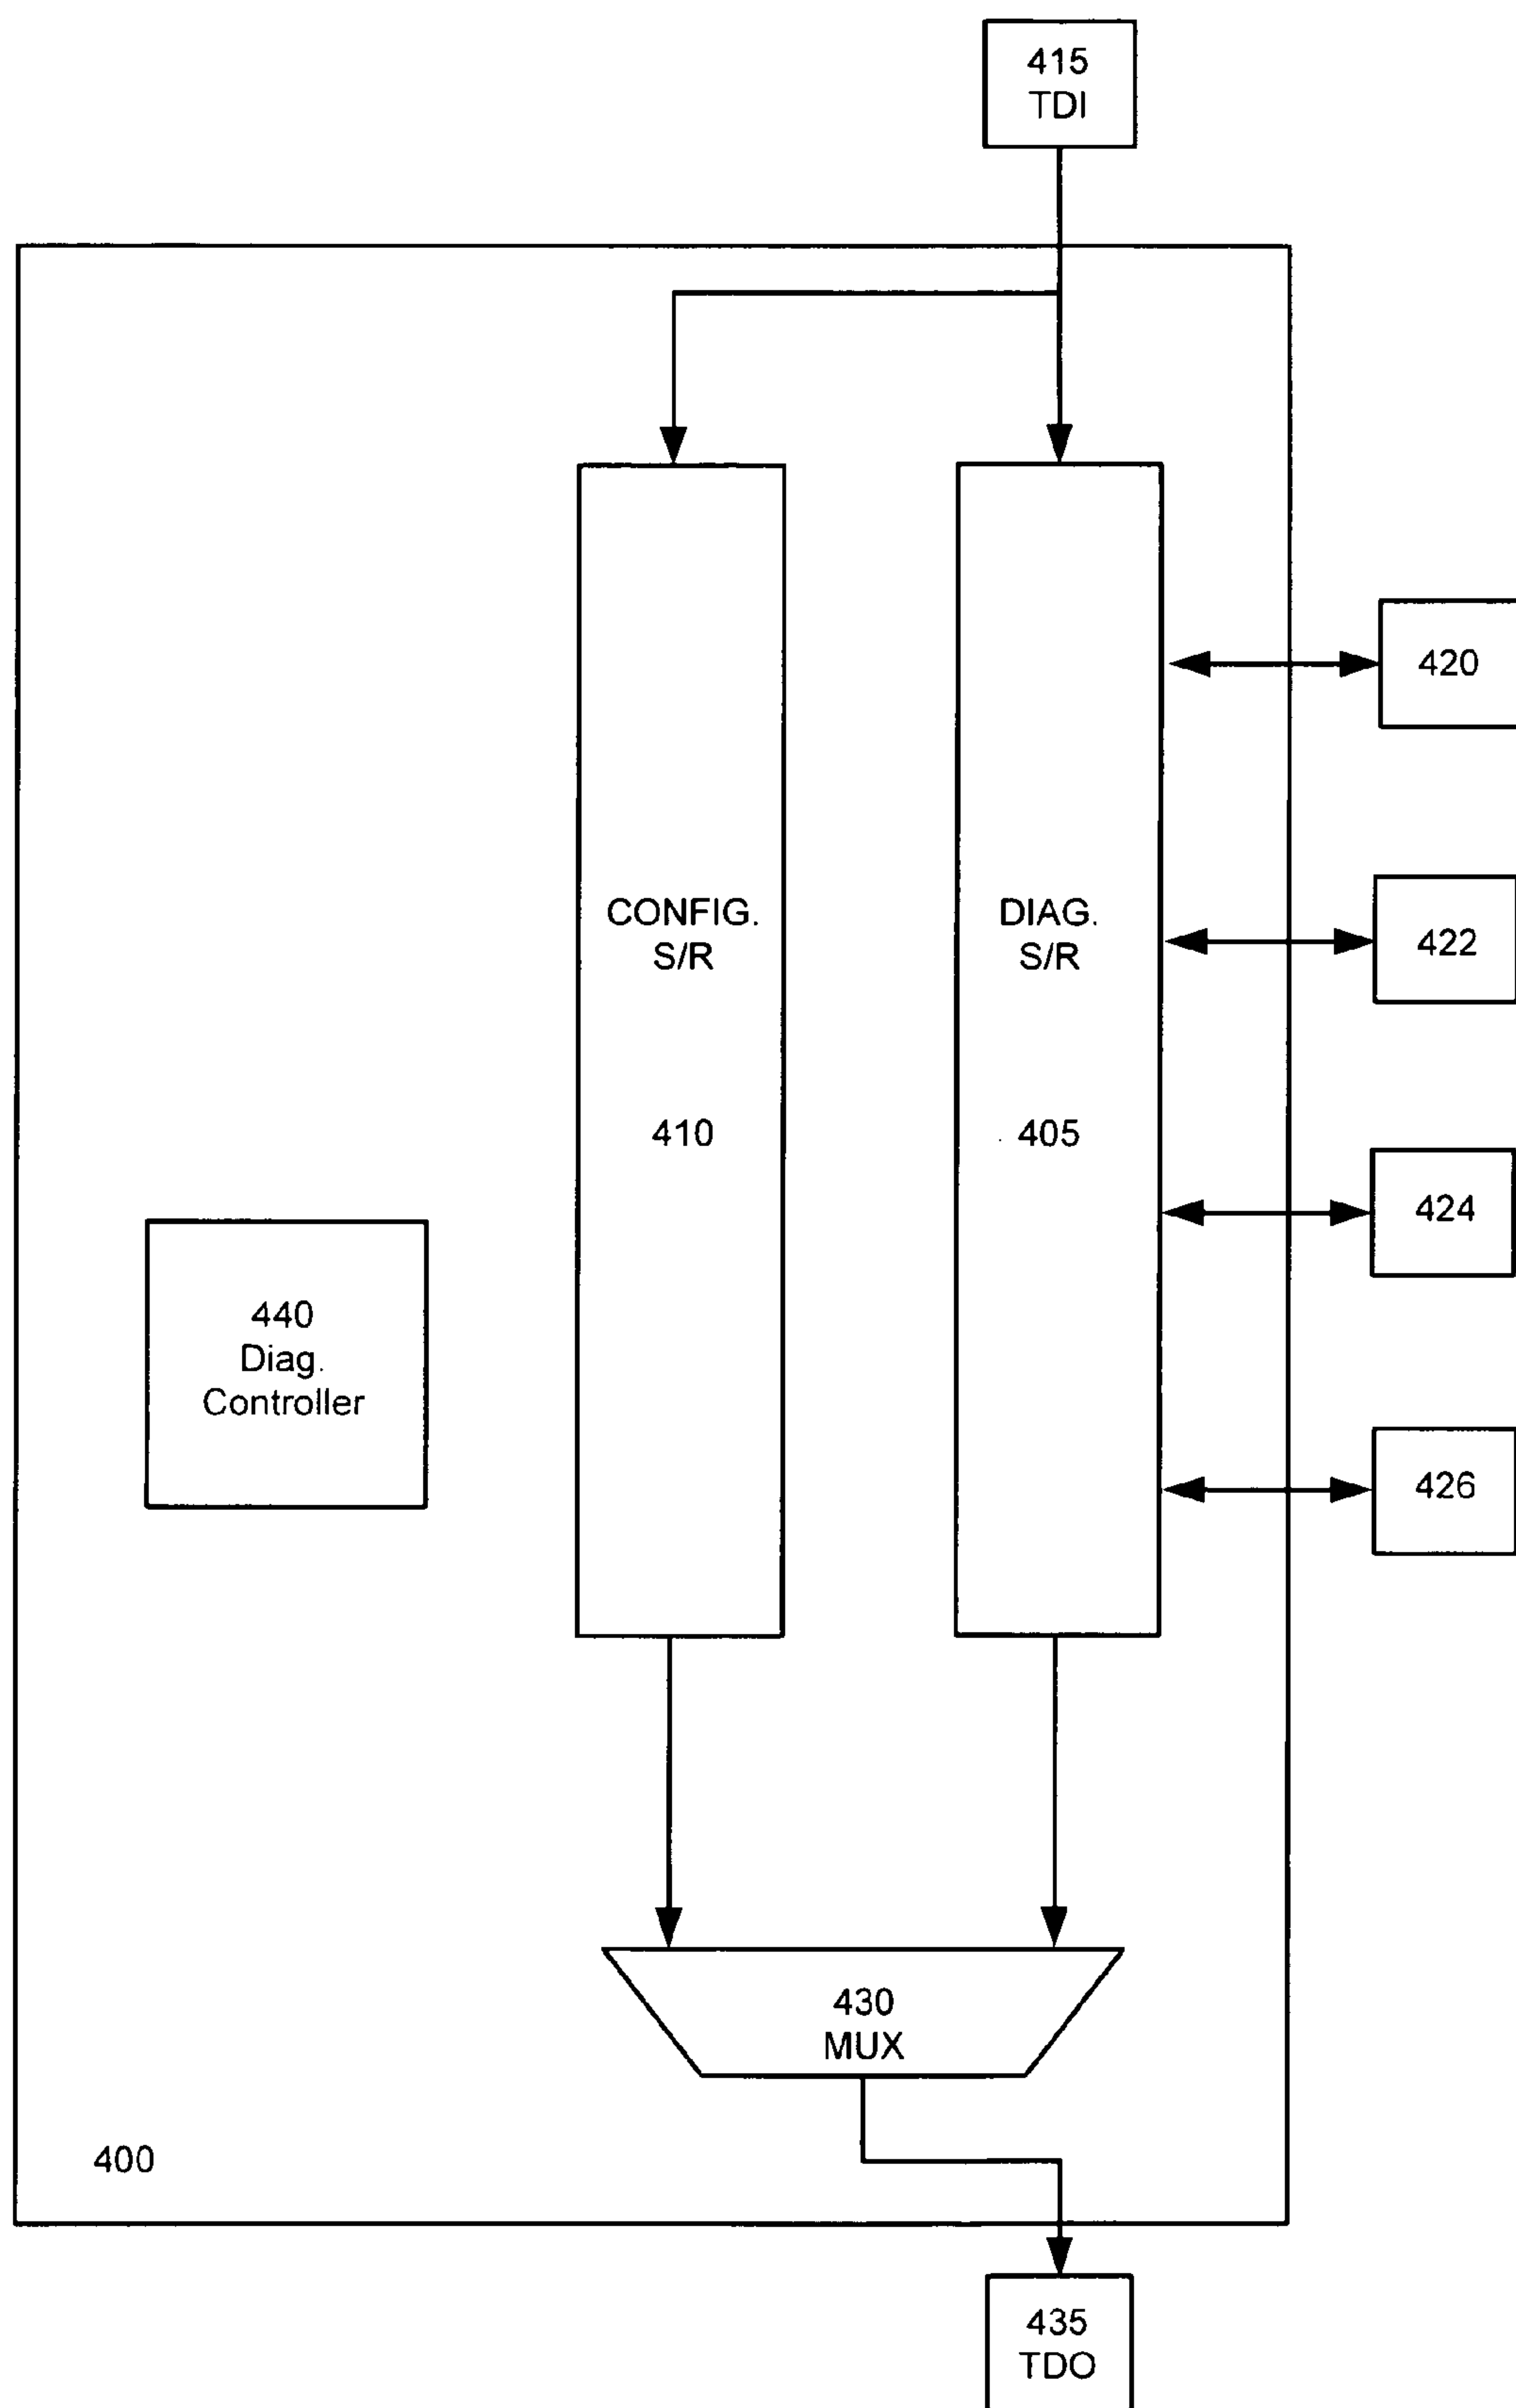 415
TDI
420
CONFIG.
S/R
DIAG.
S/R
422
410
405
424
440
Diag.
Controller
426
430
MUX
400
435
TDO